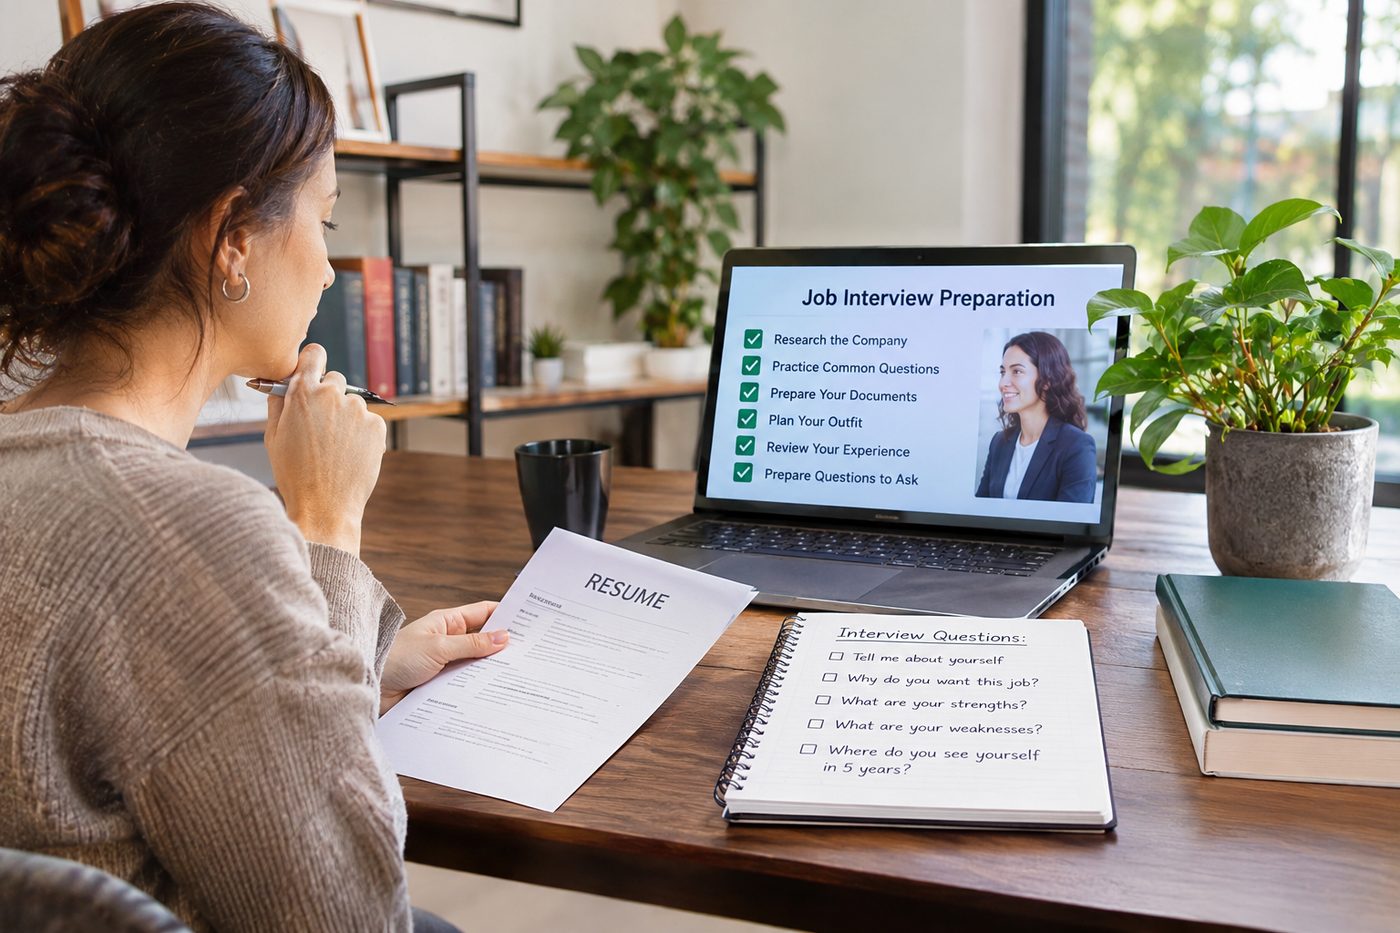 Job Interview Preparation
Research the Company
Practice Common Questions
Prepare Your Documents
Plan Your Outfit
Review Your Experience
Prepare Questions to Ask
RESUME
Interview Questions:
Tell me about yourself
Why do you want this job?
What are your strengths?
What are your weaknesses?
Where do you see yourself
in 5 years?